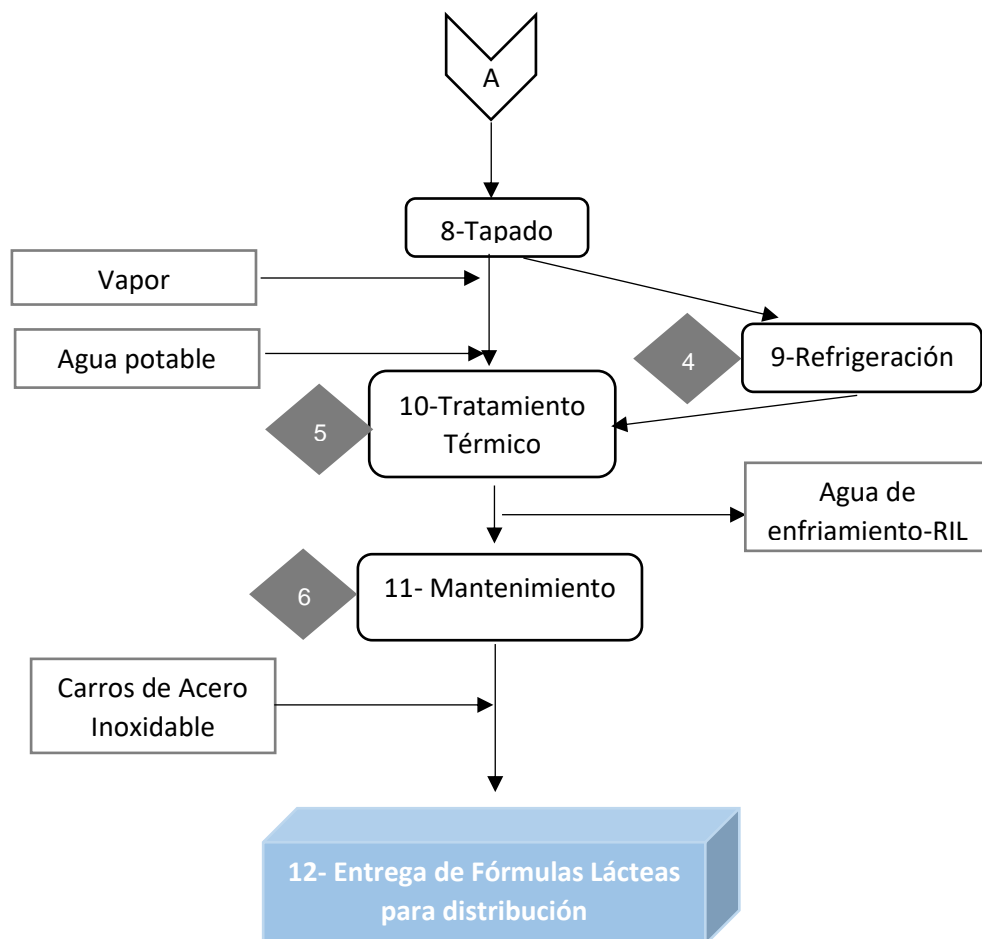 A
8-Tapado
Vapor
Agua potable
4
9-Refrigeración
10-Tratamiento
Térmico
5
Agua de
enfriamiento-RIL
11- Mantenimiento
6
Carros de Acero
Inoxidable
12- Entrega de Fórmulas Lácteas
para distribución